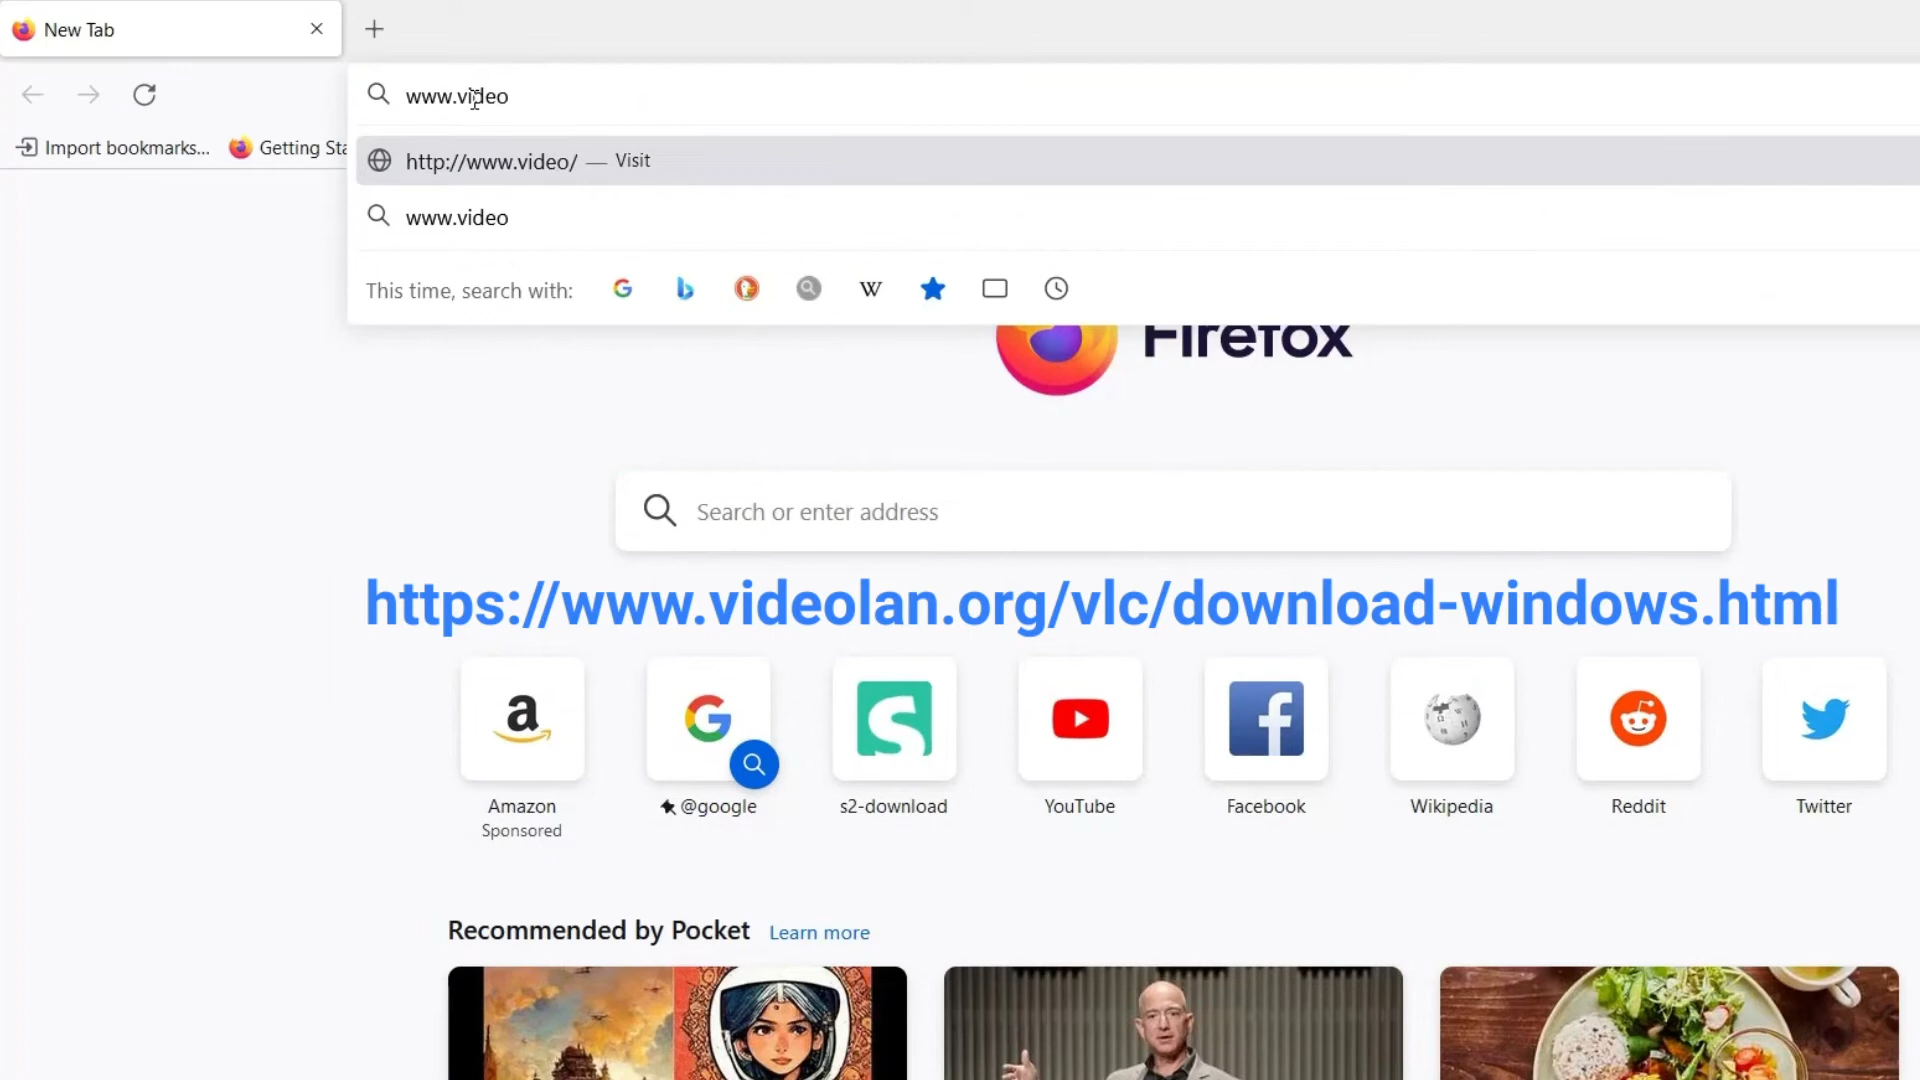 New Tab
www.video
Import bookmarks...
Getting Sta
http://www.video/ — Visit
www.video
This time, search with:
Firefox
Search or enter address
https://www.videolan.org/vlc/download-windows.html
Amazon
Sponsored
@google
s2-download
YouTube
Facebook
Wikipedia
Reddit
Twitter
Recommended by Pocket Learn more